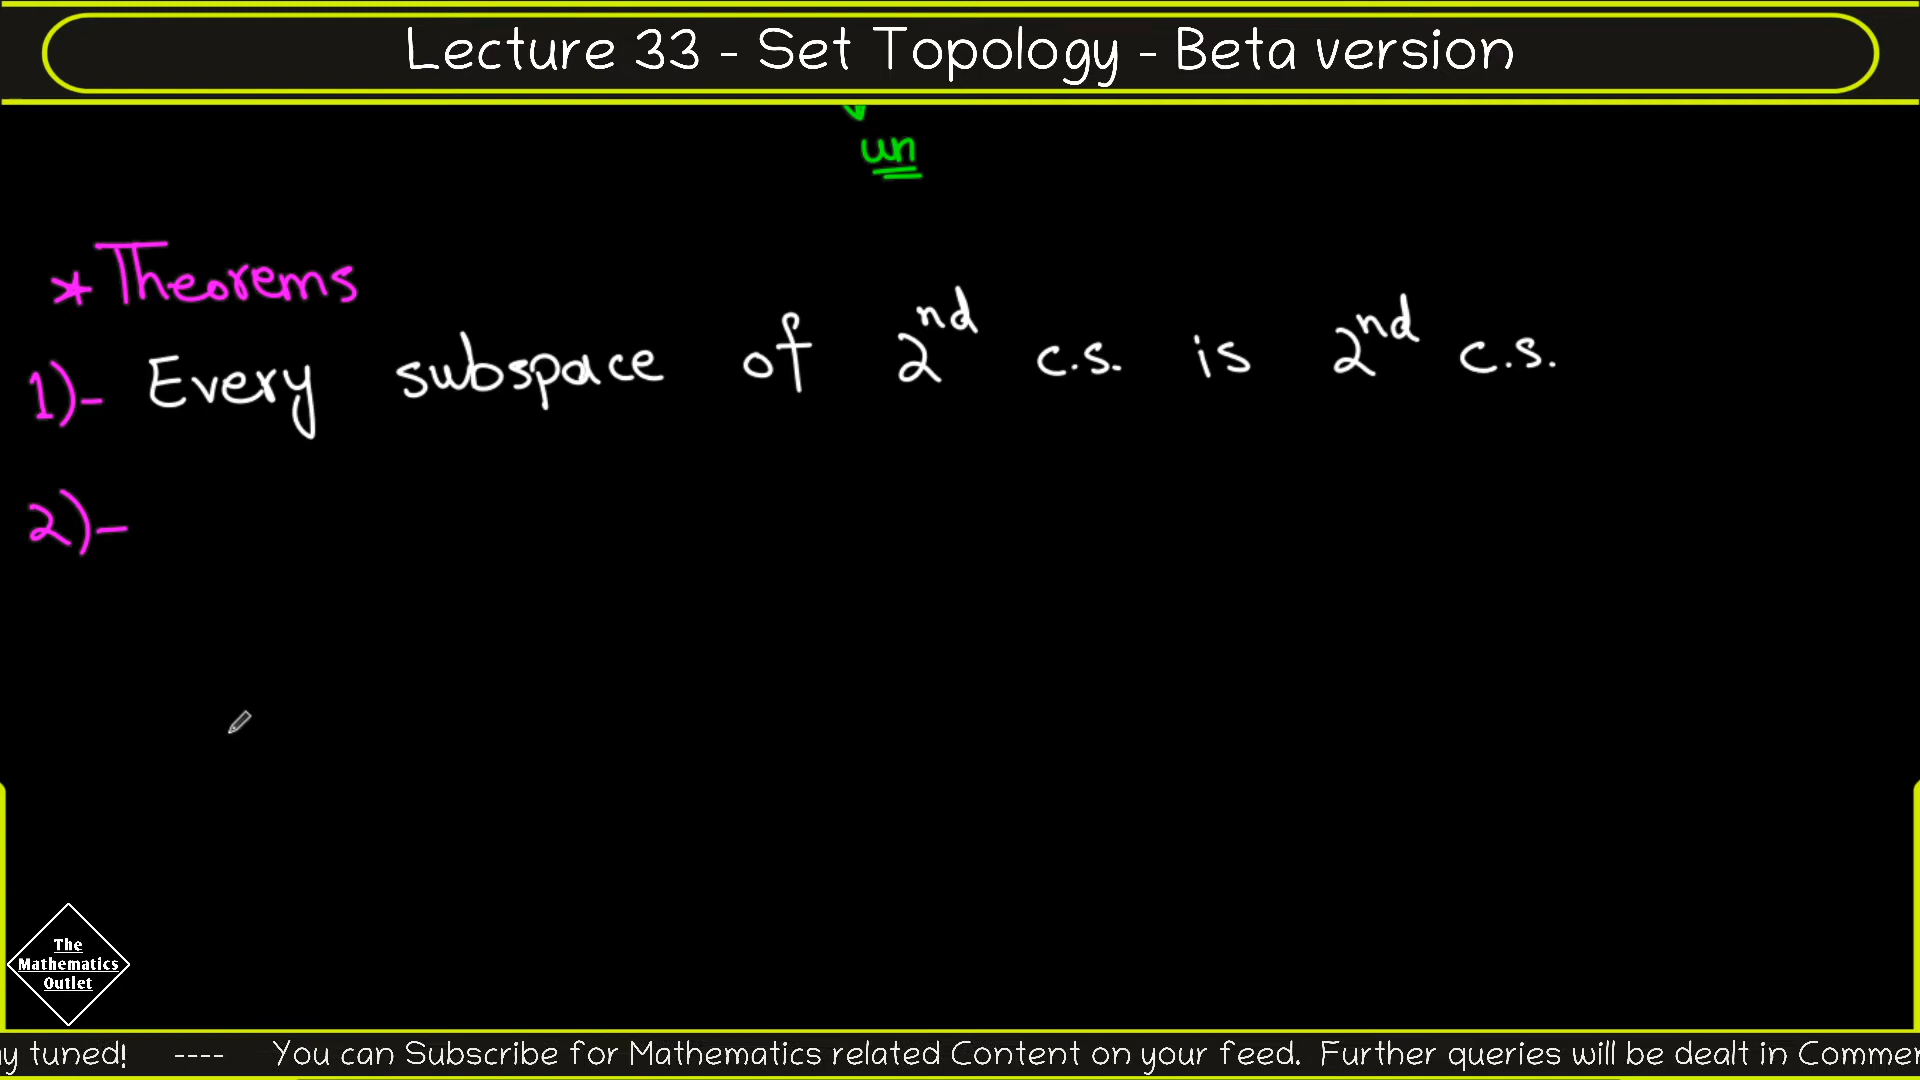 Lecture 33 - Set Topology - Beta version
un
* Theorems
1)- Every subspace of 2nd c.s. is 2nd c.s.
2)-
The
Mathematics
Outlet
y tuned! ---- You can Subscribe for Mathematics related Content on your feed. Further queries will be dealt in Commer